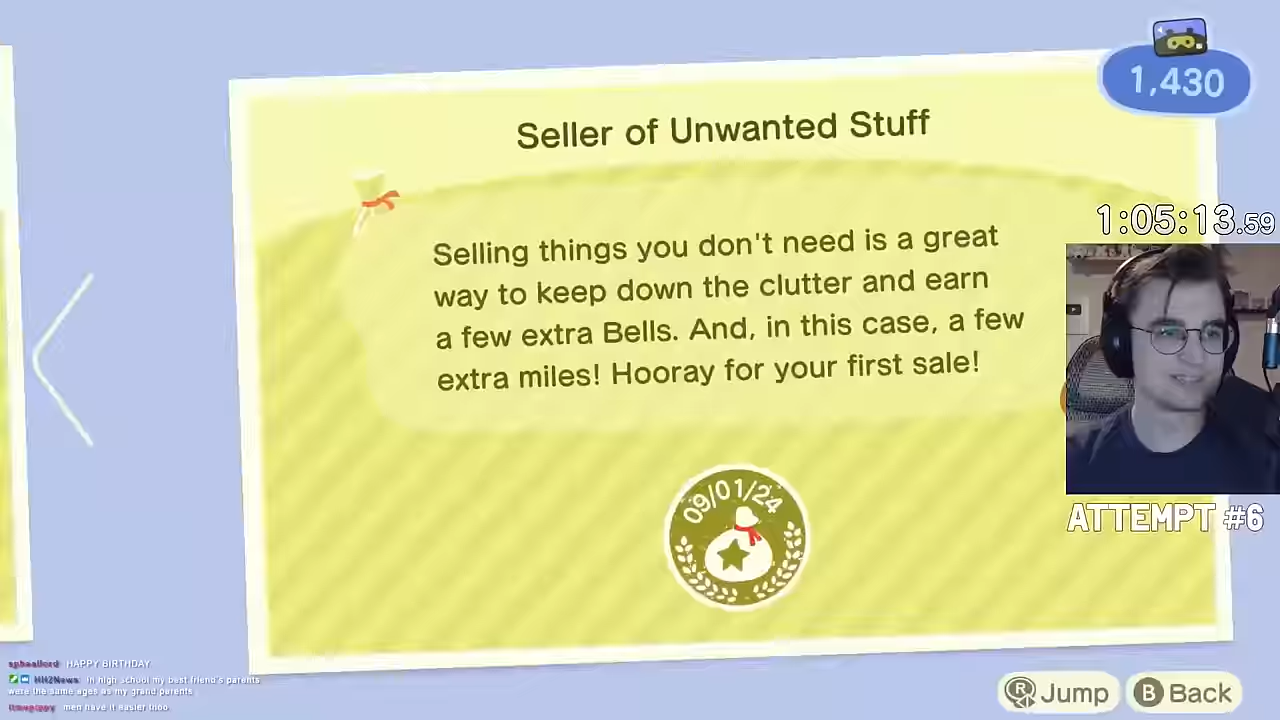 1,430
Seller of Unwanted Stuff
1:05:13.59
Selling things you don't need is a great
way to keep down the clutter and earn
a few extra Bells. And, in this case, a few
extra miles! Hooray for your first sale!
09/01/24
ATTEMPT #6
HAPPY BIRTHDAY
HH2News: in high school my best friend's parents
were the same ages as my grand parents
men have it easier thoo
R Jump
B Back